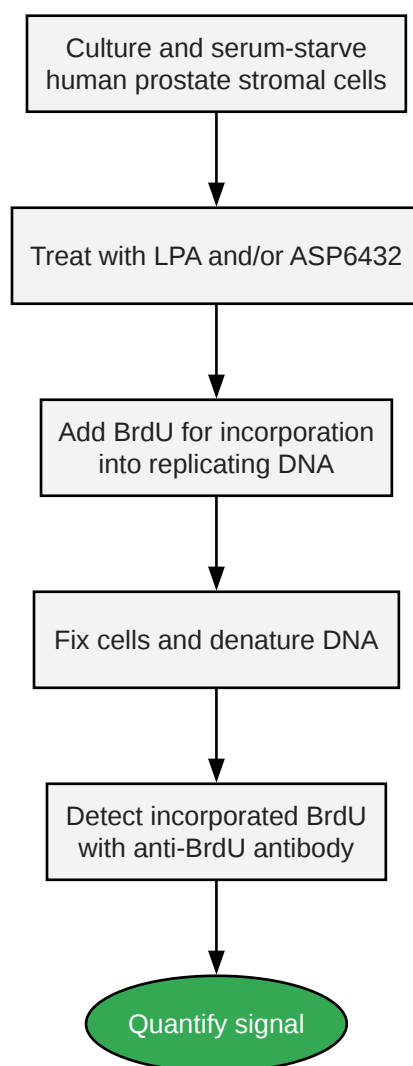 Culture and serum-starve
human prostate stromal cells
Treat with LPA and/or ASP6432
Add BrdU for incorporation
into replicating DNA
Fix cells and denature DNA
Detect incorporated BrdU
with anti-BrdU antibody
Quantify signal